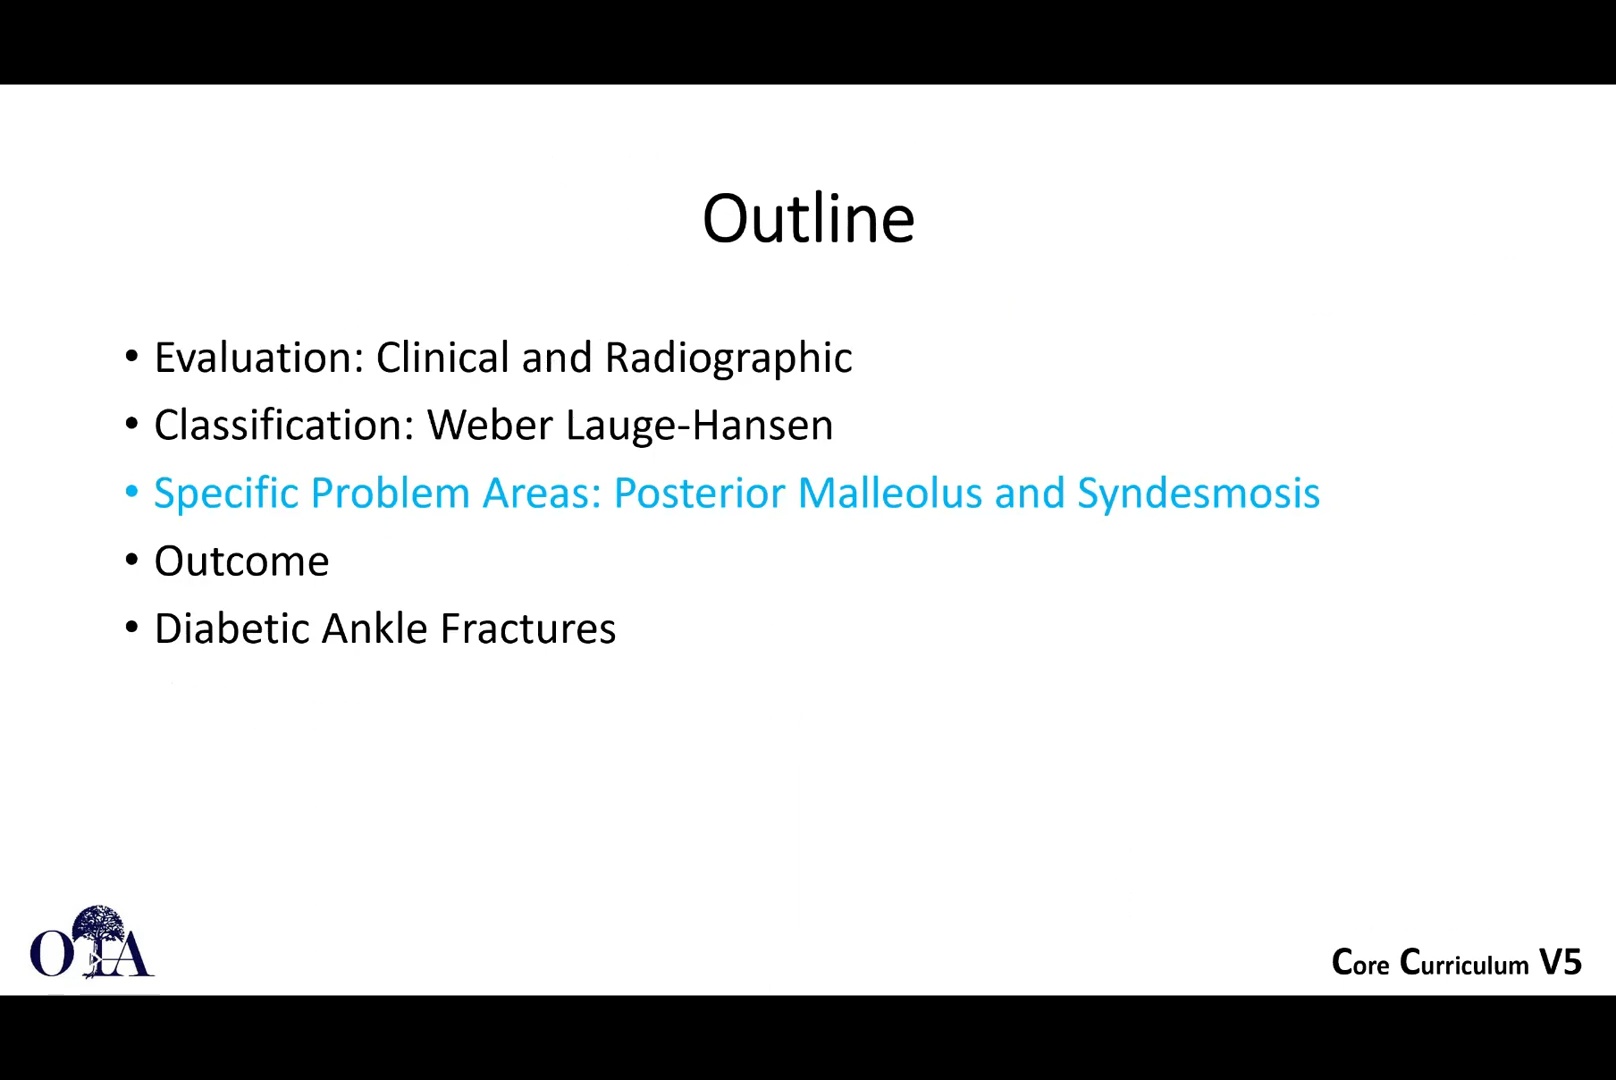 Outline
• Evaluation: Clinical and Radiographic
• Classification: Weber Lauge-Hansen
• Specific Problem Areas: Posterior Malleolus and Syndesmosis
• Outcome
• Diabetic Ankle Fractures
OTA
Core Curriculum V5